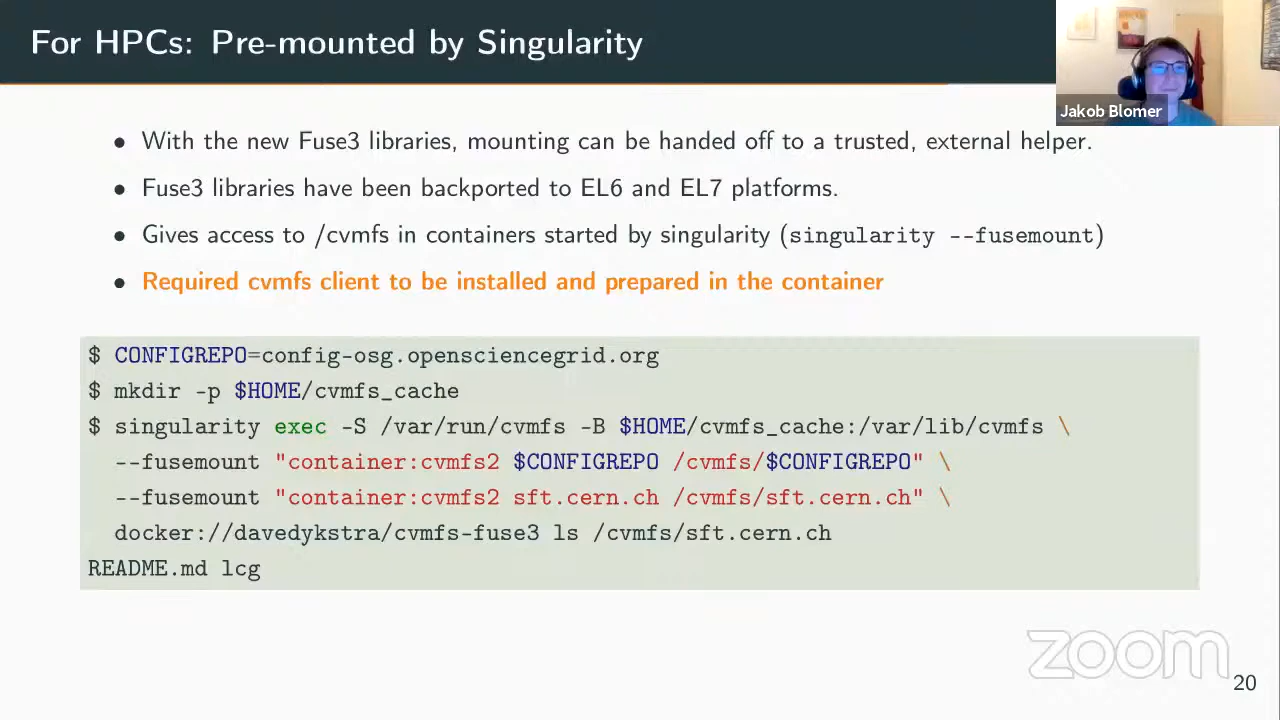 For HPCs: Pre-mounted by Singularity
Jakob Blomer
• With the new Fuse3 libraries, mounting can be handed off to a trusted, external helper.
• Fuse3 libraries have been backported to EL6 and EL7 platforms.
• Gives access to /cvmfs in containers started by singularity (singularity --fusemount)
• Required cvmfs client to be installed and prepared in the container
$ CONFIGREPO=config-osg.opensciencegrid.org
$ mkdir -p $HOME/cvmfs_cache
$ singularity exec -S /var/run/cvmfs -B $HOME/cvmfs_cache:/var/lib/cvmfs \
--fusemount "container:cvmfs2 $CONFIGREPO /cvmfs/$CONFIGREPO" \
--fusemount "container:cvmfs2 sft.cern.ch /cvmfs/sft.cern.ch" \
docker://davedykstra/cvmfs-fuse3 ls /cvmfs/sft.cern.ch
README.md lcg
zoom
20